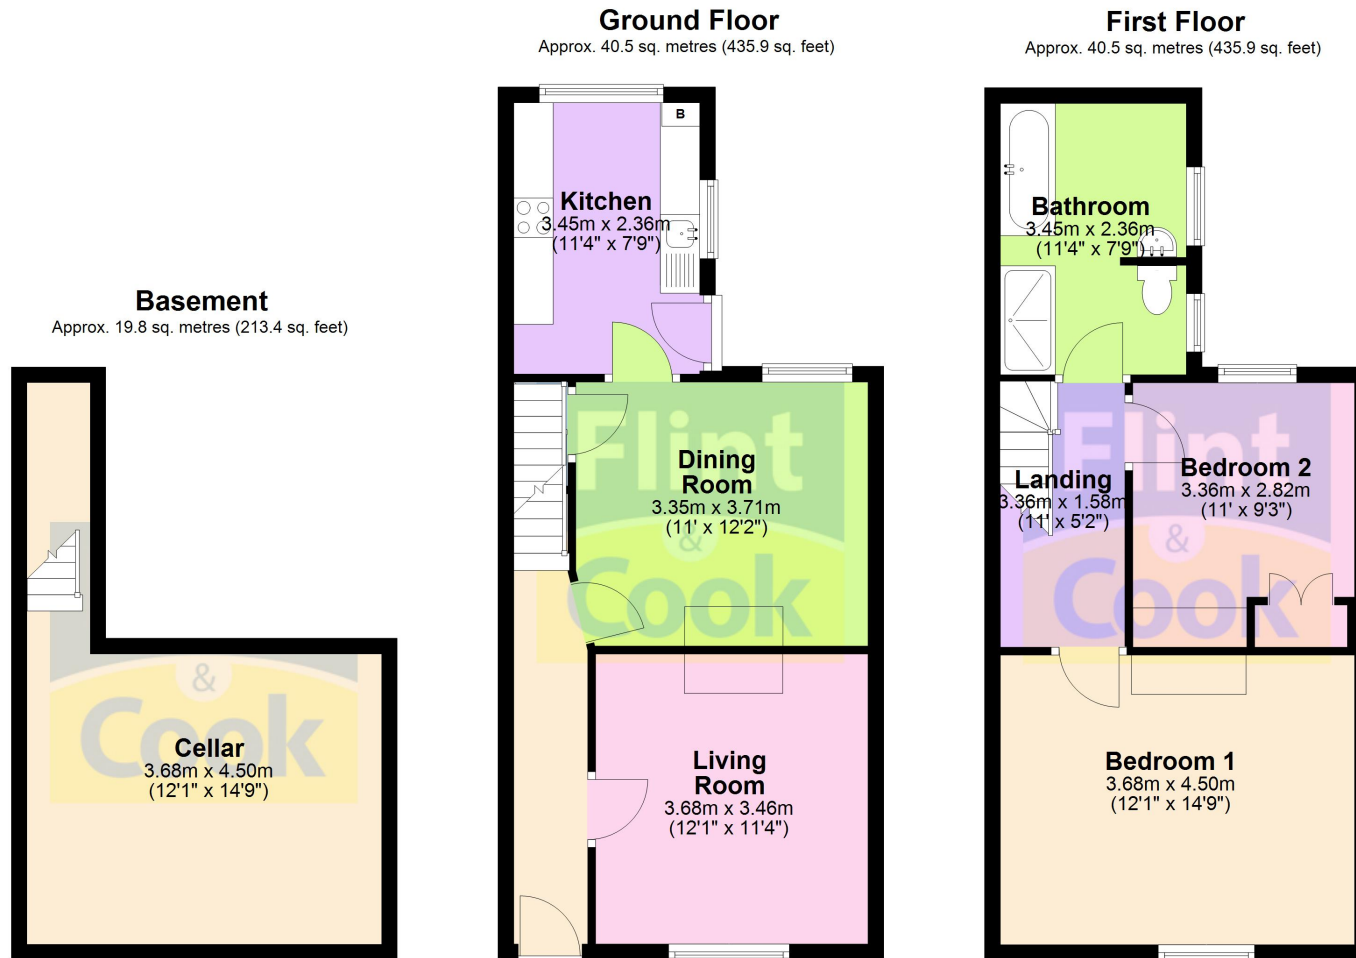 Basement
Approx. 19.8 sq. metres (213.4 sq. feet)
& 
Cook
Cellar
3.68m x 4.50m
(12'1" x 14'9")
Ground Floor
Approx. 40.5 sq. metres (435.9 sq. feet)
B
Kitchen
3.45m x 2.36m
(11'4" x 7'9")
Flint
&
Cook
Dining
Room
3.35m x 3.71m
(11' x 12'2")
Living
Room
3.68m x 3.46m
(12'1" x 11'4")
First Floor
Approx. 40.5 sq. metres (435.9 sq. feet)
Bathroom
3.45m x 2.36m
(11'4" x 7'9")
Flint
&
Cook
Landing
3.36m x 1.58m
(11' x 5'2")
Bedroom 2
3.36m x 2.82m
(11' x 9'3")
Bedroom 1
3.68m x 4.50m
(12'1" x 14'9")